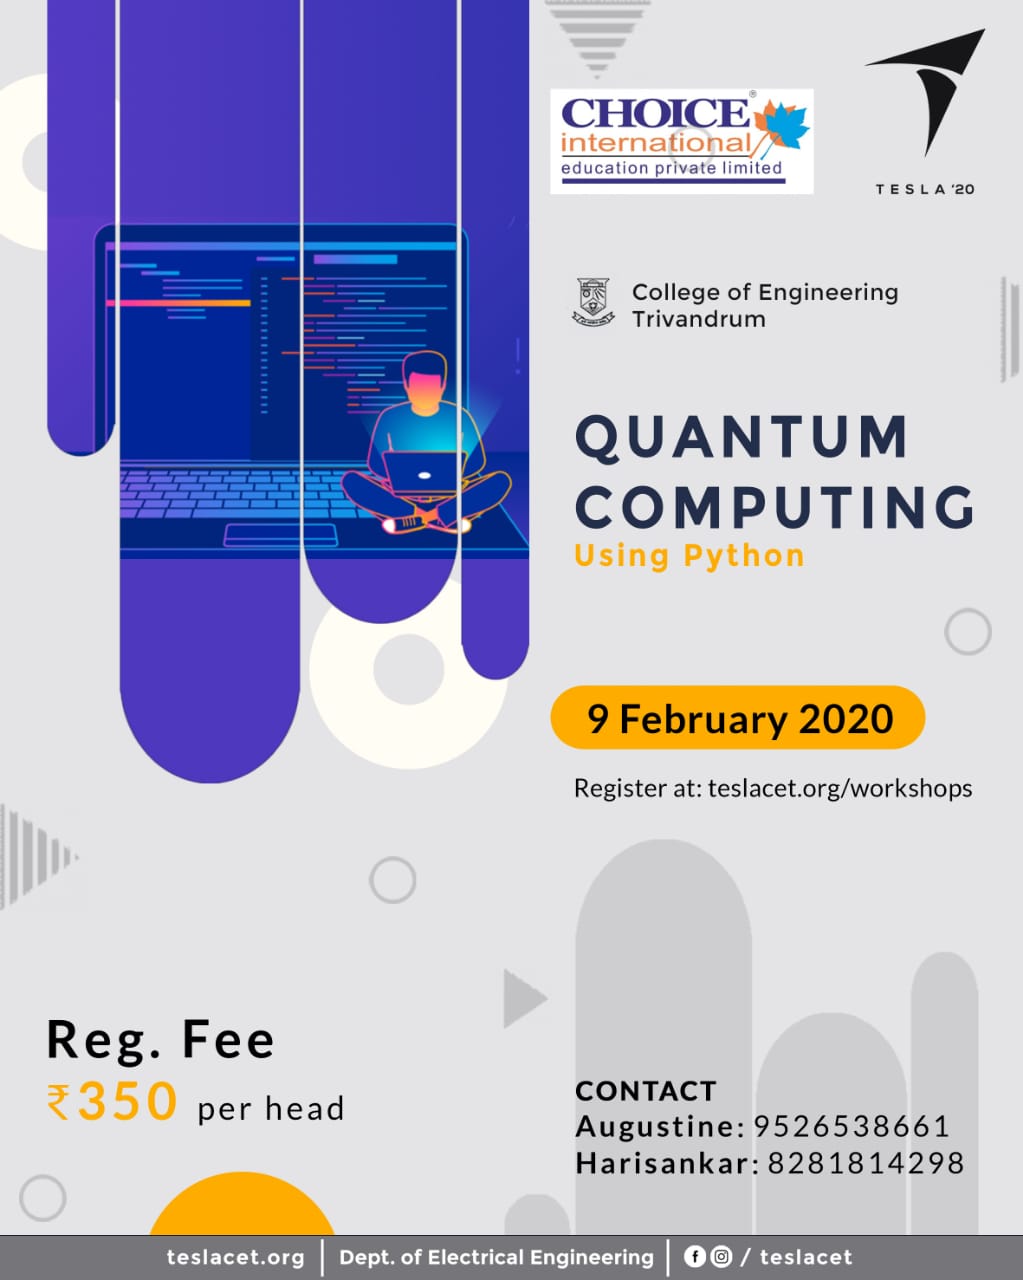 CHOICE®
international
education private limited
TESLA '20
College of Engineering
Trivandrum
QUANTUM
COMPUTING
Using Python
9 February 2020
Register at: teslacet.org/workshops
Reg. Fee
₹350 per head
CONTACT
Augustine: 9526538661
Harisankar: 8281814298
teslacet.org | Dept. of Electrical Engineering | / teslacet